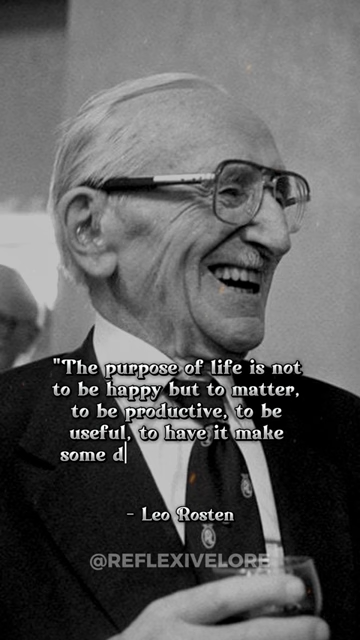 "The purpose of life is not
to be happy but to matter,
to be productive, to be
useful, to have it make
some d
- Leo Rosten
@REFLEXIVELORE